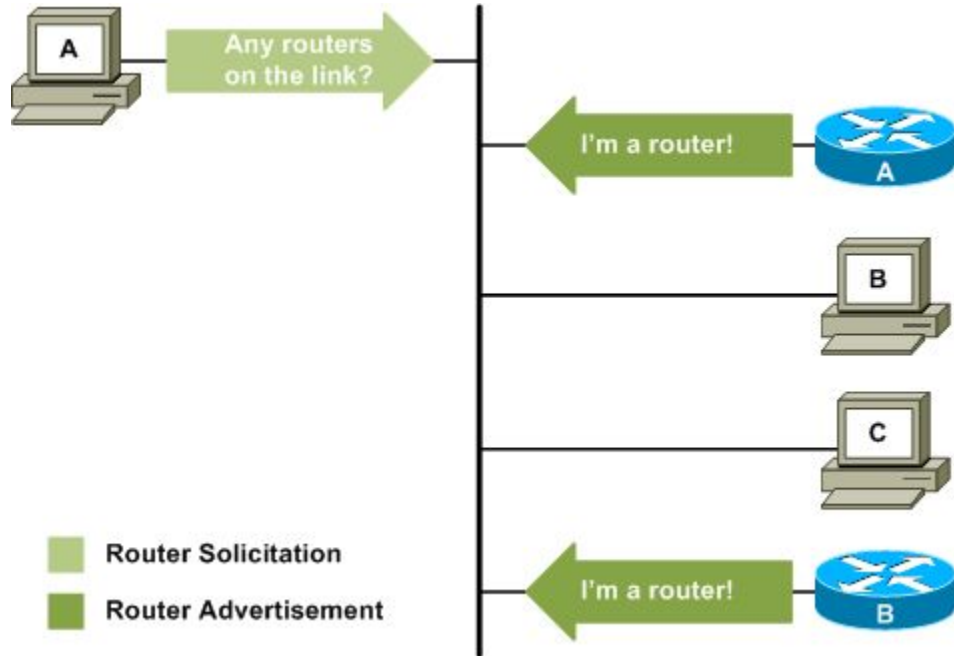 A
Any routers
on the link?
I'm a router!
A
B
C
Router Solicitation
Router Advertisement
I'm a router!
B